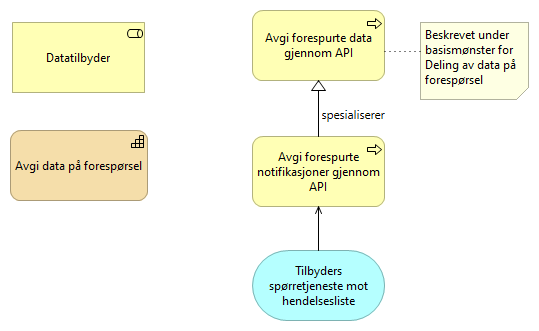 Datatilbyder
Avgi data på forespørsel
Avgi forespurte data
gjennom API
Beskrevet under
basismønster for
Deling av data på
forespørsel
spesialiserer
Avgi forespurte
notifikasjoner gjennom
API
Tilbyders
spørretjeneste mot
hendelsesliste